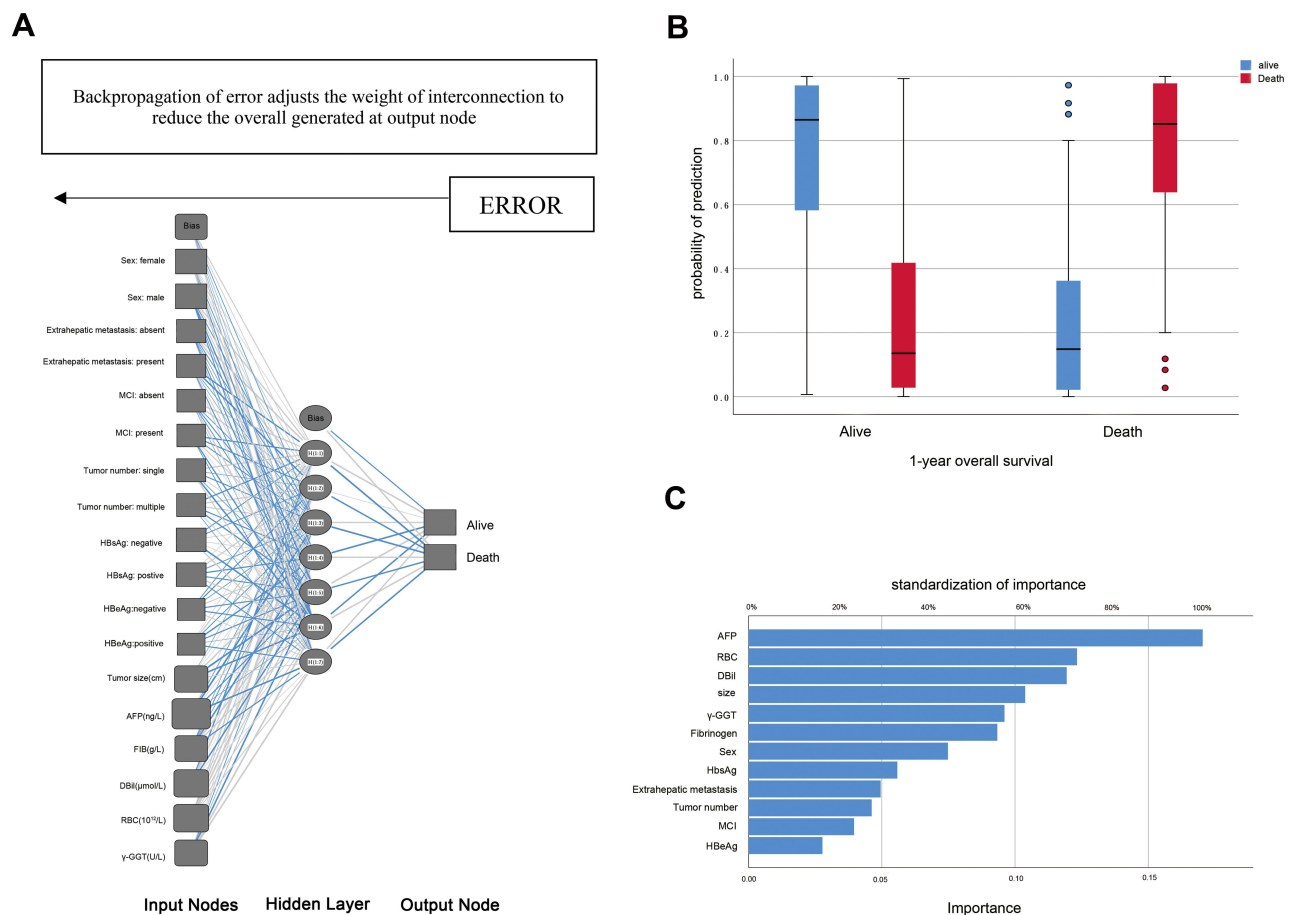 A
Backpropagation of error adjusts the weight of interconnection to
reduce the overall generated at output node
ERROR
Bias
Sex: female
Sex: male
Extrahepatic metastasis: absent
Extrahepatic metastasis: present
MCI: absent
MCI: present
Tumor number: single
Tumor number: multiple
HBsAg: negative
HBsAg: postive
HBeAg:negative
HBeAg:positive
Tumor size(cm)
AFP(ng/L)
FIB(g/L)
DBil(μmol/L)
RBC(10¹²/L)
γ-GGT(U/L)
Bias
H(1:1)
H(1:2)
H(1:3)
H(1:4)
H(1:5)
H(1:6)
H(1:7)
Alive
Death
Input Nodes
Hidden Layer
Output Node
B
alive
Death
probability of prediction
1.0
0.8
0.6
0.4
0.2
0.0
Alive
Death
1-year overall survival
C
standardization of importance
0%
20%
40%
60%
80%
100%
AFP
RBC
DBil
size
γ-GGT
Fibrinogen
Sex
HbsAg
Extrahepatic metastasis
Tumor number
MCI
HBeAg
0.00
0.05
0.10
0.15
Importance